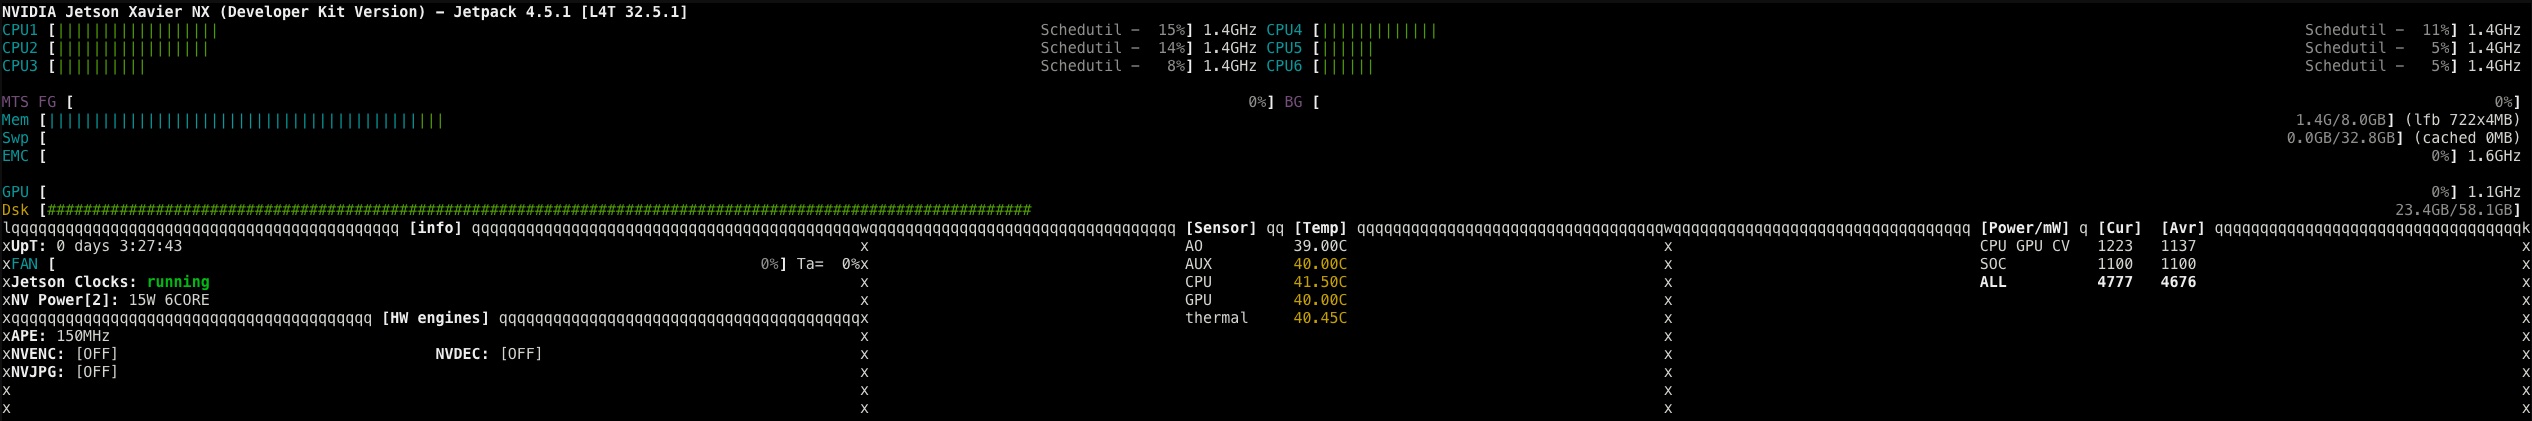 NVIDIA Jetson Xavier NX (Developer Kit Version) - Jetpack 4.5.1 [L4T 32.5.1]
CPU1 [||||||||||||||||||                    Schedutil -  15%] 1.4GHz CPU4 [|||||||||||||                    Schedutil -  11%] 1.4GHz
CPU2 [|||||||||||||||||                    Schedutil -  14%] 1.4GHz CPU5 [||||||                    Schedutil -   5%] 1.4GHz
CPU3 [||||||||||                    Schedutil -   8%] 1.4GHz CPU6 [||||||                    Schedutil -   5%] 1.4GHz
MTS FG [                    0%] BG [                    0%]
Mem [||||||||||||||||||||||||||||||||||||||||||||                    1.4G/8.0GB] (lfb 722x4MB)
Swp [                    0.0GB/32.8GB] (cached 0MB)
EMC [                    0%] 1.6GHz
GPU [                    0%] 1.1GHz
Dsk [#############################################################################################################                    23.4GB/58.1GB]
lqqqqqqqqqqqqqqqqqqqqqqqqqqqqqqqqqqqqqqqqqqq [info] qqqqqqqqqqqqqqqqqqqqqqqqqqqqqqqqqqqqqqqqqqqwqqqqqqqqqqqqqqqqqqqqqqqqqqqqqqqqqq [Sensor] qq [Temp] qqqqqqqqqqqqqqqqqqqqqqqqqqqqqqqqqqwqqqqqqqqqqqqqqqqqqqqqqqqqqqqqqqqq [Power/mW] q [Cur]  [Avr] qqqqqqqqqqqqqqqqqqqqqqqqqqqqqqqqqqk
xUpT: 0 days 3:27:43 x AO 39.00C x CPU GPU CV 1223 1137 x
xFAN [ 0%] Ta=  0%x AUX 40.00C x SOC 1100 1100 x
xJetson Clocks: running x CPU 41.50C x ALL 4777 4676 x
xNV Power[2]: 15W 6CORE x GPU 40.00C x x
xqqqqqqqqqqqqqqqqqqqqqqqqqqqqqqqqqqqqqqqq [HW engines] qqqqqqqqqqqqqqqqqqqqqqqqqqqqqqqqqqqqqqqqx thermal 40.45C x x
xAPE: 150MHz x x x
xNVENC: [OFF] NVDEC: [OFF] x x x
xNVJPG: [OFF] x x x
x x x x
x x x x